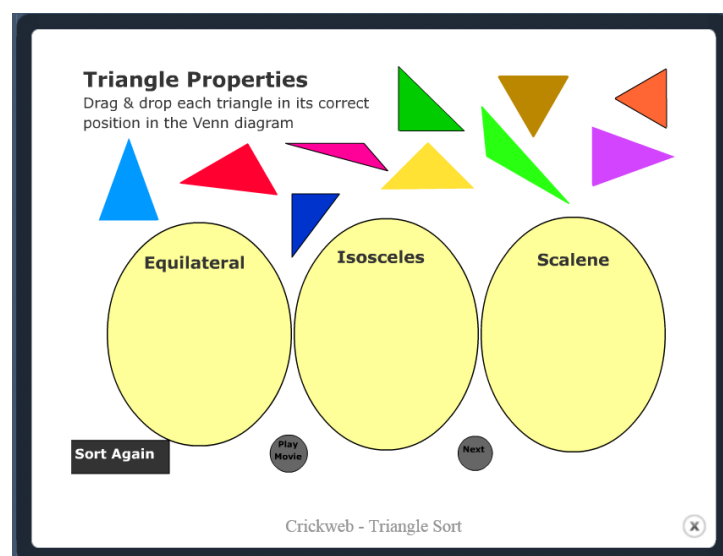 Triangle Properties
Drag & drop each triangle in its correct
position in the Venn diagram
Equilateral
Isosceles
Scalene
Sort Again
Play
Movie
Next
Crickweb - Triangle Sort
X